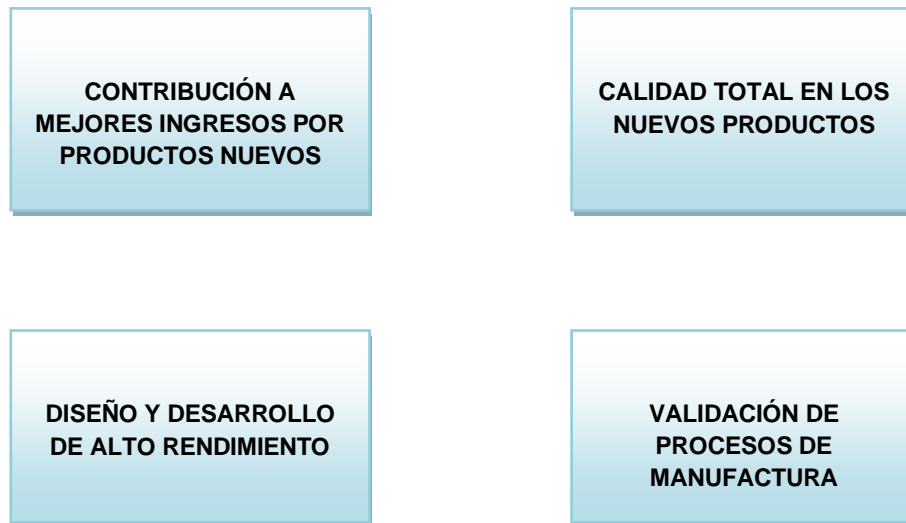 CONTRIBUCIÓN A
MEJORES INGRESOS POR
PRODUCTOS NUEVOS
CALIDAD TOTAL EN LOS
NUEVOS PRODUCTOS
DISEÑO Y DESARROLLO
DE ALTO RENDIMIENTO
VALIDACIÓN DE
PROCESOS DE
MANUFACTURA